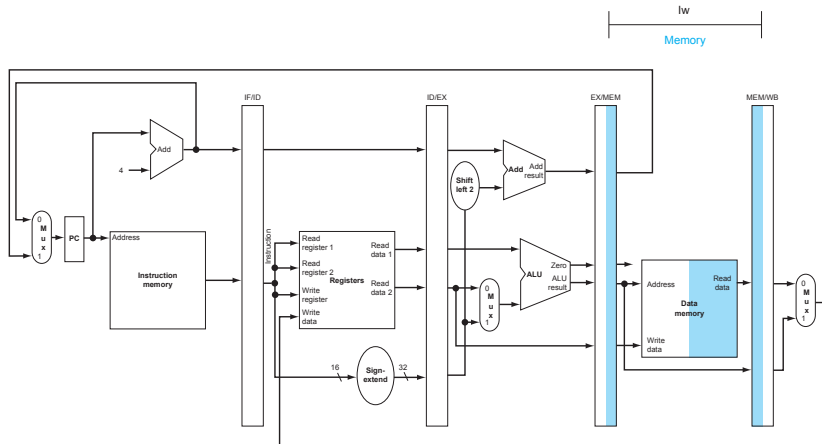 lw
Memory
IF/ID
ID/EX
EX/MEM
MEM/WB
Add
4
Shift
left 2
Add
Add
result
0
M
u
x
1
PC
Address
Instruction
memory
Instruction
Read
register 1
Read
register 2
Write
register
Write
data
Registers
Read
data 1
Read
data 2
0
M
u
x
1
ALU
Zero
ALU
result
Address
Write
data
Data
memory
Read
data
0
M
u
x
1
16
Sign-
extend
32